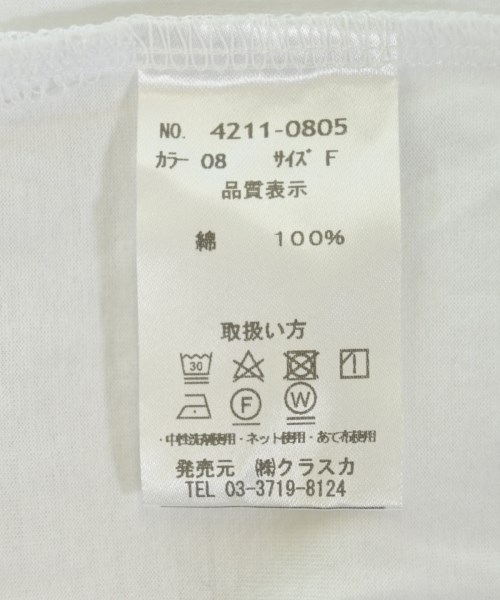 NO. 4211-0805
カラー 08 サイズ F
品質表示
綿 100%
取扱い方
30
F W
・中性洗剤使用・ネット使用・あて布使用
発売元 ㈱クラスカ
TEL 03-3719-8124